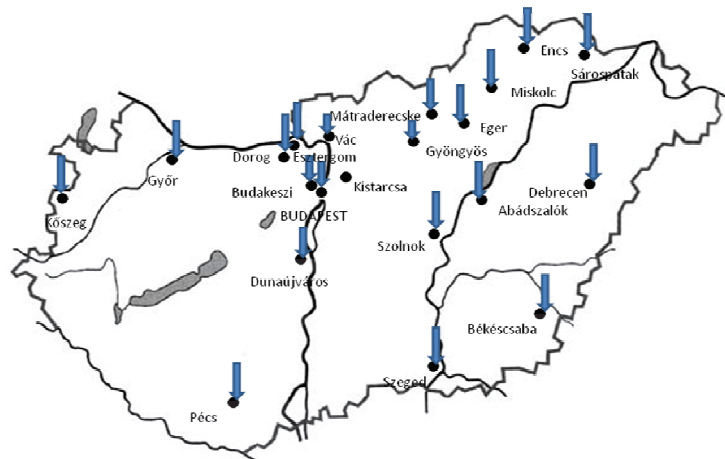 Encs
Sárospatak
Miskolc
Mátraderecske
Eger
Vác
Gyöngyös
Dorog
Esztergom
Győr
Budakeszi
Kistarcsa
Debrecen
Abádszalók
Kőszeg
BUDAPEST
Szolnok
Dunaújváros
Békéscsaba
Szeged
Pécs